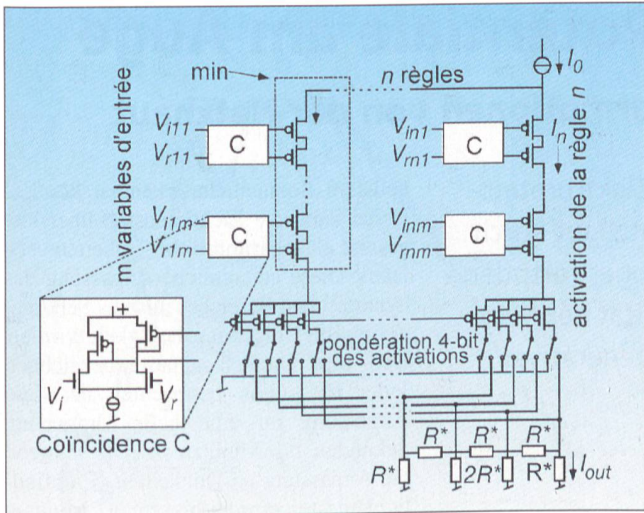 min
n règles
I0
m variables d'entrée
Vi11
Vr11
C
Vin1
Vrn1
C
In
Vi1m
Vr1m
C
Vinm
Vrnm
C
activation de la règle n
+
Vi
Vr
Coïncidence C
pondération 4-bit
des activations
R*
R*
R*
R*
2R*
2R*
R*
Iout